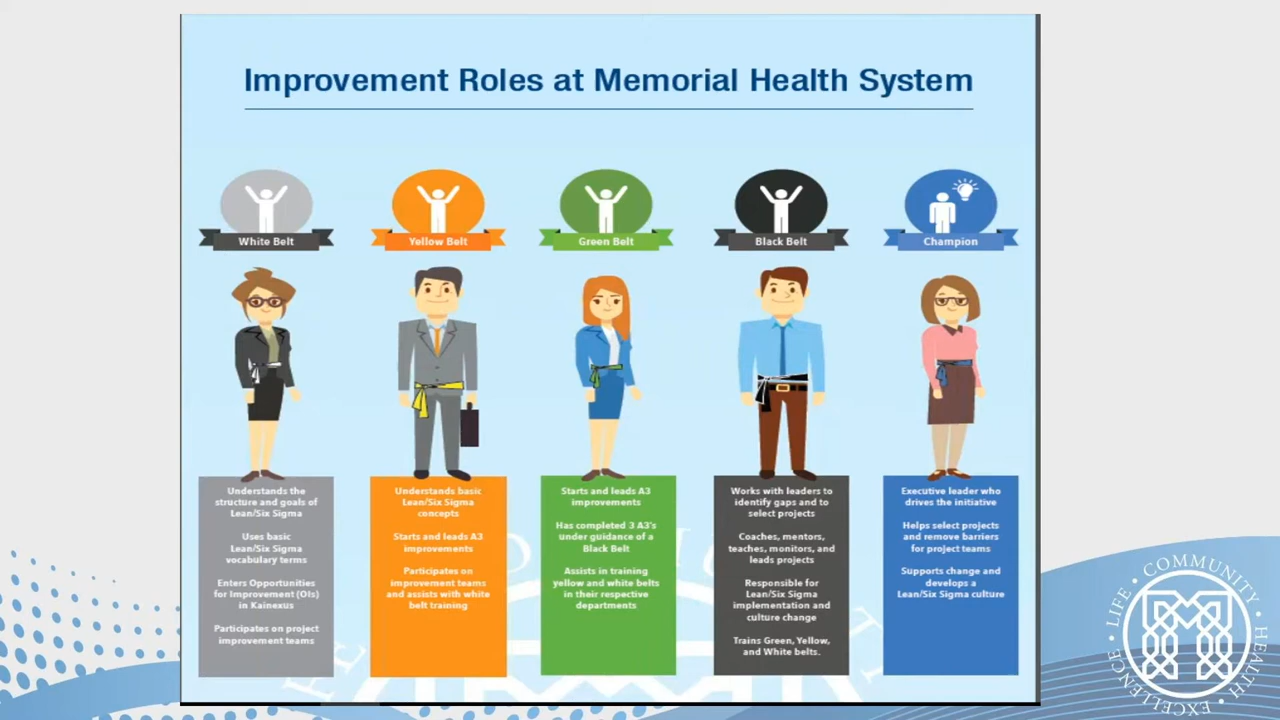 Improvement Roles at Memorial Health System
White Belt
Yellow Belt
Green Belt
Black Belt
Champion
Understands the
structure and goals of
Lean/Six Sigma
Uses basic
Lean/Six Sigma
vocabulary terms
Enters Opportunities
for Improvement (OIs)
in Kainexus
Participates on project
improvement teams
Understands basic
Lean/Six Sigma
concepts
Starts and leads A3
improvements
Participates on
improvement teams
and assists with white
belt training
Starts and leads A3
improvements
Has completed 3 A3's
under guidance of a
Black Belt
Assists in training
yellow and white belts
in their respective
departments
Works with leaders to
identify gaps and to
select projects
Coaches, mentors,
teaches, monitors, and
leads projects
Responsible for
Lean/Six Sigma
implementation and
culture change
Trains Green, Yellow,
and White belts.
Executive leader who
drives the initiative
Helps select projects
and remove barriers
for project teams
Supports change and
develops a
Lean/Six Sigma culture
LIFE • COMMUNITY • HEALTH • EXCELLENCE •